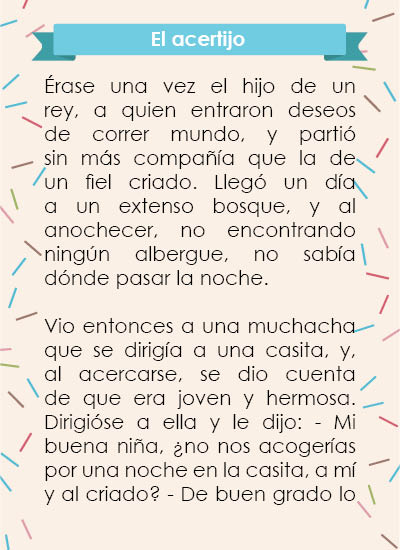 El acertijo
Érase una vez el hijo de un
rey, a quien entraron deseos
de correr mundo, y partió
sin más compañía que la de
un fiel criado. Llegó un día
a un extenso bosque, y al
anochecer, no encontrando
ningún albergue, no sabía
dónde pasar la noche.
Vio entonces a una muchacha
que se dirigía a una casita, y,
al acercarse, se dio cuenta
de que era joven y hermosa.
Dirigióse a ella y le dijo: - Mi
buena niña, ¿no nos acogerías
por una noche en la casita, a mí
y al criado? - De buen grado lo